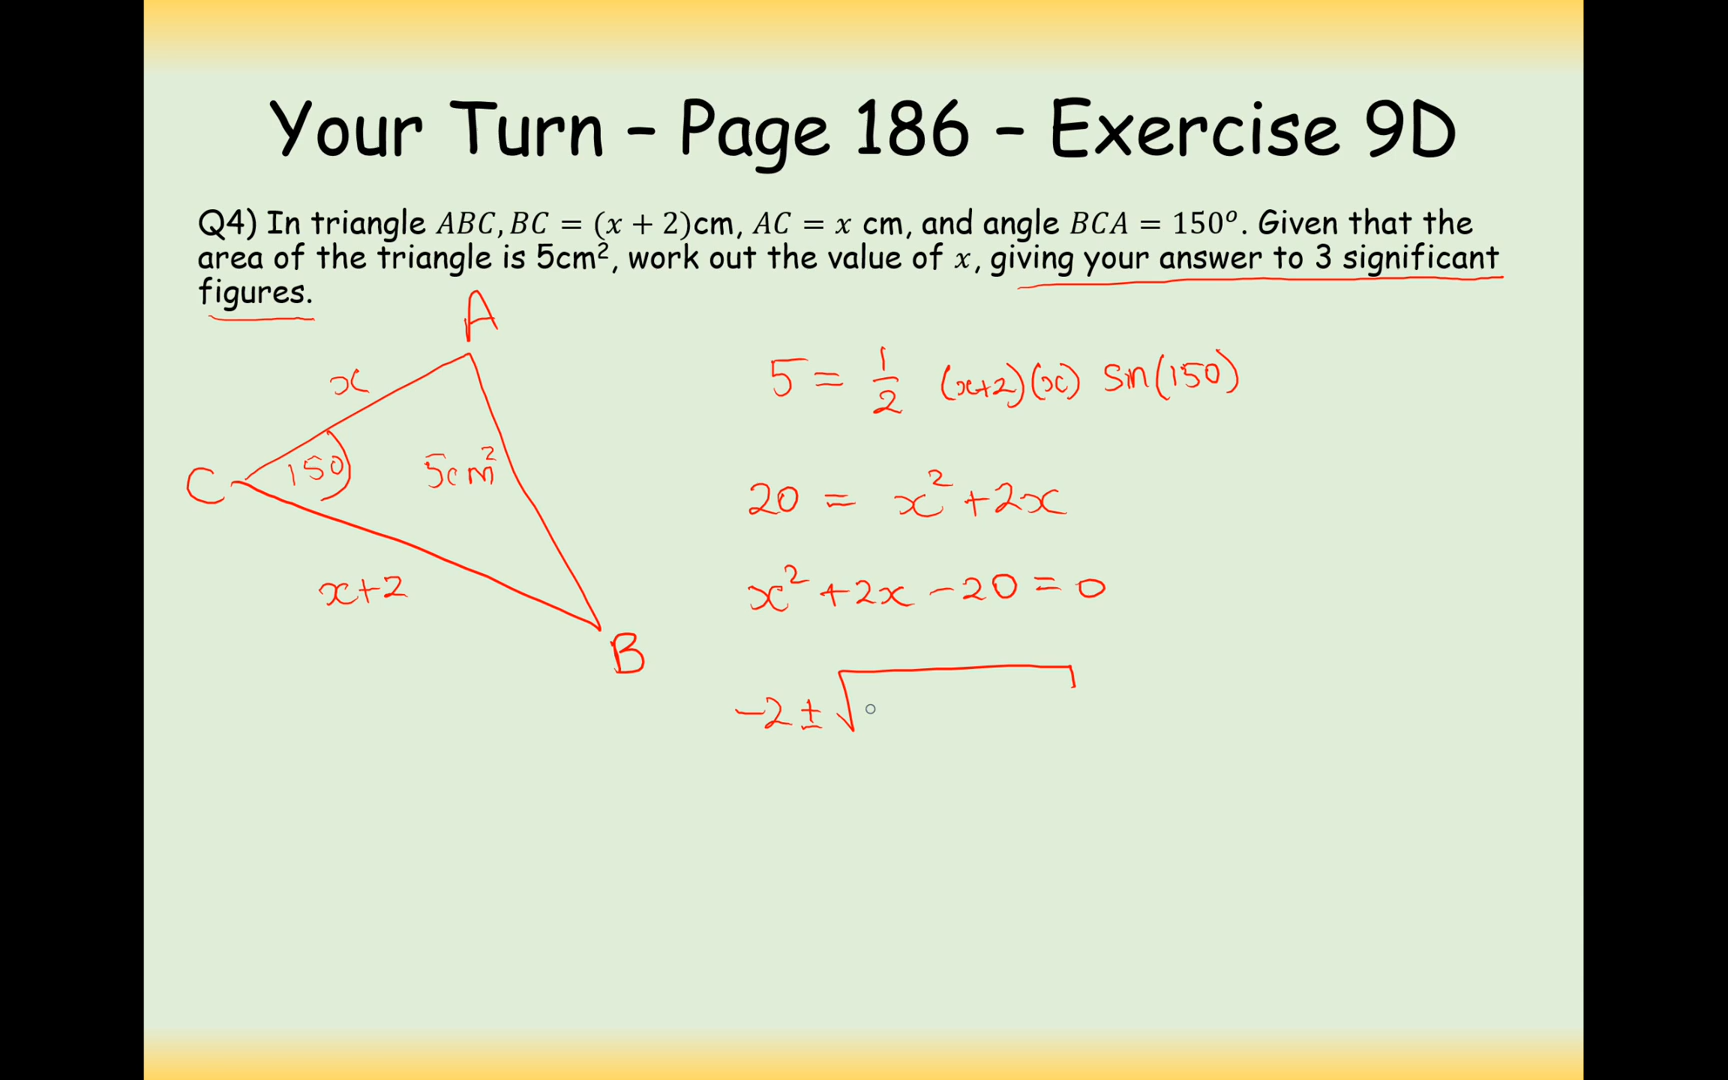 Your Turn – Page 186 – Exercise 9D
Q4) In triangle ABC, BC = (x + 2)cm, AC = x cm, and angle BCA = 150°. Given that the
area of the triangle is 5cm², work out the value of x, giving your answer to 3 significant
figures.
A
x
C
150
5cm²
x+2
B
5 = 1/2 (x+2)(x) sin(150)
20 = x² + 2x
x² + 2x − 20 = 0
−2 ± √